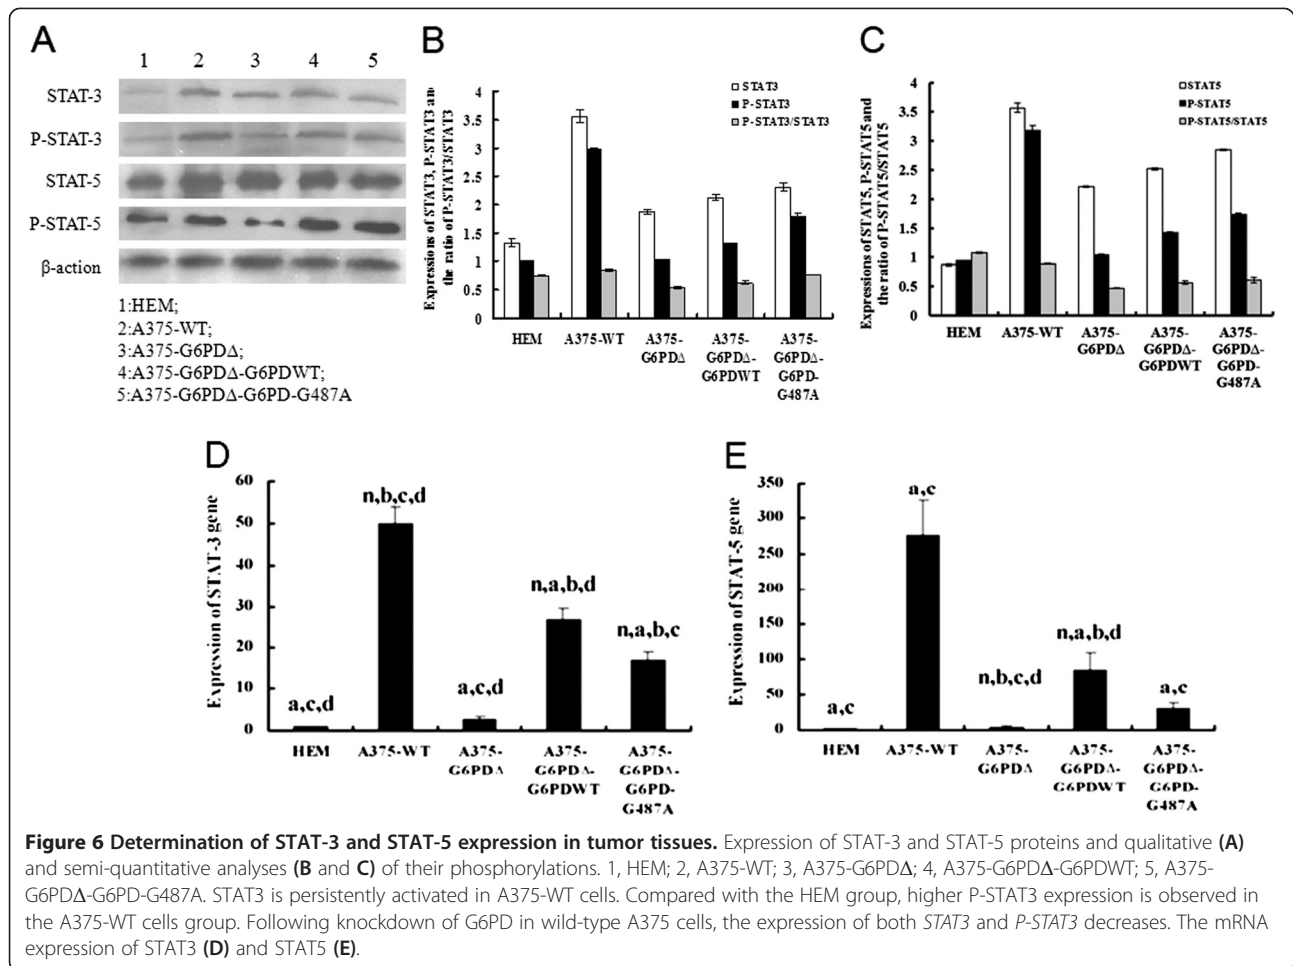 A
1 2 3 4 5
STAT-3
P-STAT-3
STAT-5
P-STAT-5
β-action
1:HEM;
2:A375-WT;
3:A375-G6PDΔ;
4:A375-G6PDΔ-G6PDWT;
5:A375-G6PDΔ-G6PD-G487A
B
Expressions of STAT3, P-STAT3 an
the ratio of P-STAT3/STAT3
4
3.5
3
2.5
2
1.5
1
0.5
0
STAT3
P-STAT3
P-STAT3/STAT3
HEM
A375-WT
A375-
G6PDΔ
A375-
G6PDΔ-
G6PDWT
A375-
G6PDΔ-
G6PD-
G487A
C
Expressions of STAT5, P-STAT5 and
the ratio of P-STAT5/STAT5
4
3.5
3
2.5
2
1.5
1
0.5
0
STAT5
P-STAT5
P-STAT5/STAT5
HEM
A375-WT
A375-
G6PDΔ
A375-
G6PDΔ-
G6PDWT
A375-
G6PDΔ-
G6PD-
G487A
D
Expression of STAT-3 gene
60
50
40
30
20
10
0
a,c,d
n,b,c,d
a,c,d
n,a,b,d
n,a,b,c
HEM
A375-WT
A375-
G6PDΔ
A375-
G6PDΔ-
G6PDWT
A375-
G6PDΔ-
G6PD-
G487A
E
Expression of STAT-5 gene
350
300
250
200
150
100
50
0
a,c
a,c
n,b,c,d
n,a,b,d
a,c
HEM
A375-WT
A375-
G6PDΔ
A375-
G6PDΔ-
G6PDWT
A375-
G6PDΔ-
G6PD-
G487A
Figure 6 Determination of STAT-3 and STAT-5 expression in tumor tissues. Expression of STAT-3 and STAT-5 proteins and qualitative (A)
and semi-quantitative analyses (B and C) of their phosphorylations. 1, HEM; 2, A375-WT; 3, A375-G6PDΔ; 4, A375-G6PDΔ-G6PDWT; 5, A375-
G6PDΔ-G6PD-G487A. STAT3 is persistently activated in A375-WT cells. Compared with the HEM group, higher P-STAT3 expression is observed in
the A375-WT cells group. Following knockdown of G6PD in wild-type A375 cells, the expression of both STAT3 and P-STAT3 decreases. The mRNA
expression of STAT3 (D) and STAT5 (E).